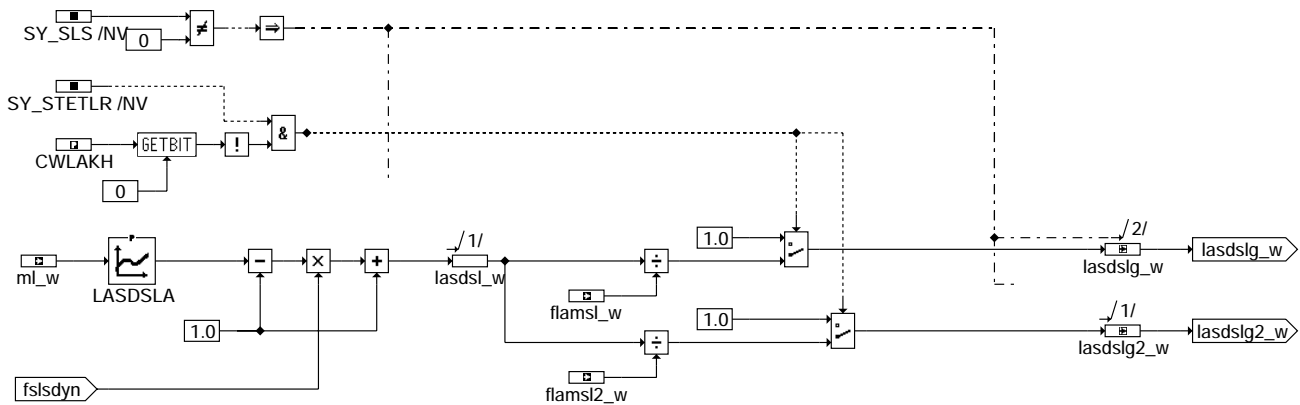 SY_SLS /NV
0
≠
⇒
SY_STETLR /NV
CWLAKH
GETBIT
!
&
0
ml_w
LASDSLA
−
×
+
/1/
lasdsl_w
1.0
fslsdyn
÷
flamsl_w
1.0
/2/
lasdslg_w
lasdslg_w
÷
flamsl2_w
1.0
/1/
lasdslg2_w
lasdslg2_w